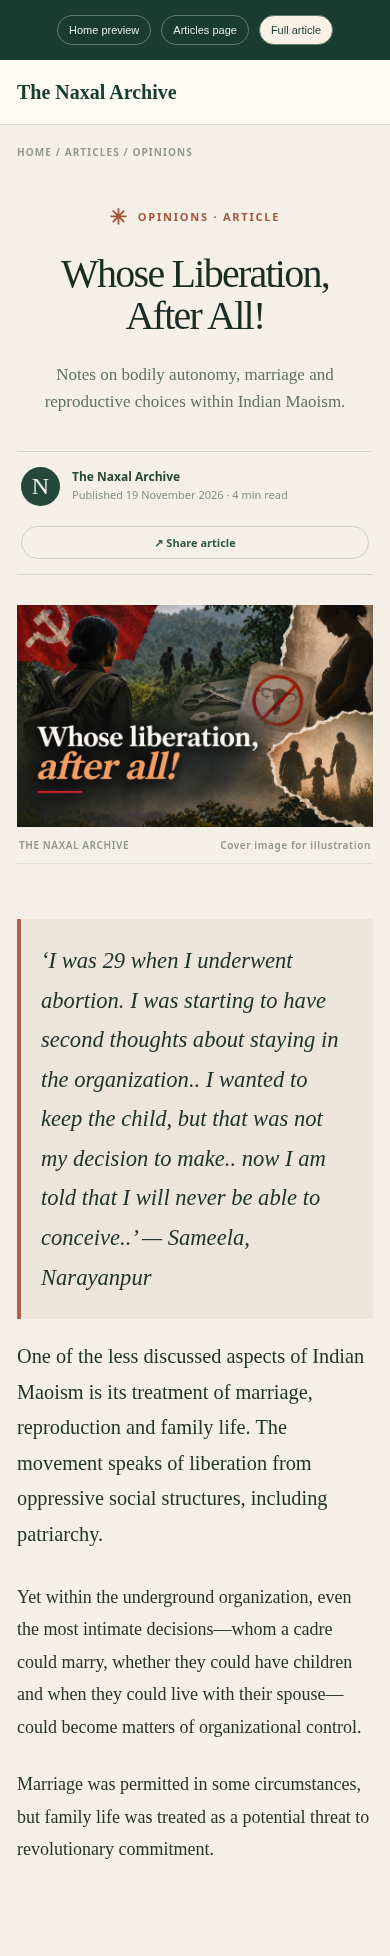 Home preview
Articles page
Full article
The Naxal Archive
HOME / ARTICLES / OPINIONS
OPINIONS · ARTICLE
Whose Liberation,
After All!
Notes on bodily autonomy, marriage and
reproductive choices within Indian Maoism.
N
The Naxal Archive
Published 19 November 2026 · 4 min read
↗ Share article
Whose liberation,
after all!
THE NAXAL ARCHIVE
Cover image for illustration
‘I was 29 when I underwent
abortion. I was starting to have
second thoughts about staying in
the organization.. I wanted to
keep the child, but that was not
my decision to make.. now I am
told that I will never be able to
conceive..’ — Sameela,
Narayanpur
One of the less discussed aspects of Indian
Maoism is its treatment of marriage,
reproduction and family life. The
movement speaks of liberation from
oppressive social structures, including
patriarchy.
Yet within the underground organization, even
the most intimate decisions—whom a cadre
could marry, whether they could have children
and when they could live with their spouse—
could become matters of organizational control.
Marriage was permitted in some circumstances,
but family life was treated as a potential threat to
revolutionary commitment.